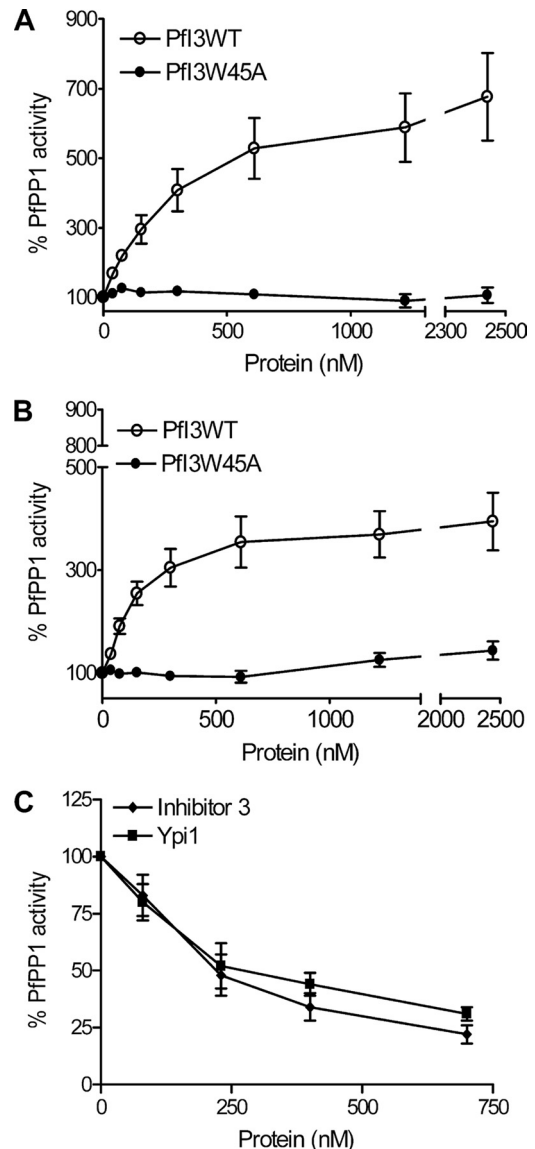 A
900
700
500
300
100
% PfPP1 activity
PfI3WT
PfI3W45A
0
500
1000
2300
2500
Protein (nM)
B
900
800
500
300
100
% PfPP1 activity
PfI3WT
PfI3W45A
0
500
1000
2000
2500
Protein (nM)
C
125
100
75
50
25
0
% PfPP1 activity
Inhibitor 3
Ypi1
0
250
500
750
Protein (nM)